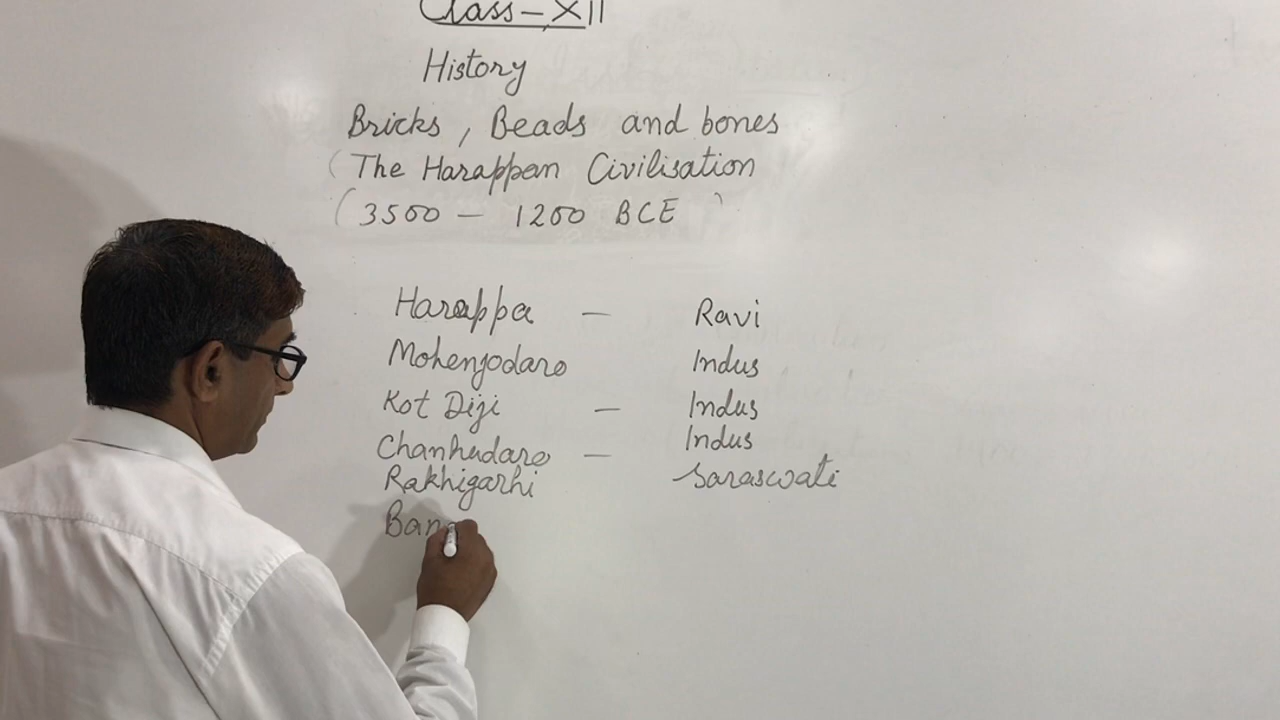 Class – XII
History
Bricks, Beads and bones
(The Harappan Civilisation
(3500 – 1200 BCE)
Harappa – Ravi
Mohenjodaro Indus
Kot Diji – Indus
Chanhudaro – Indus
Rakhigarhi Saraswati
Ban